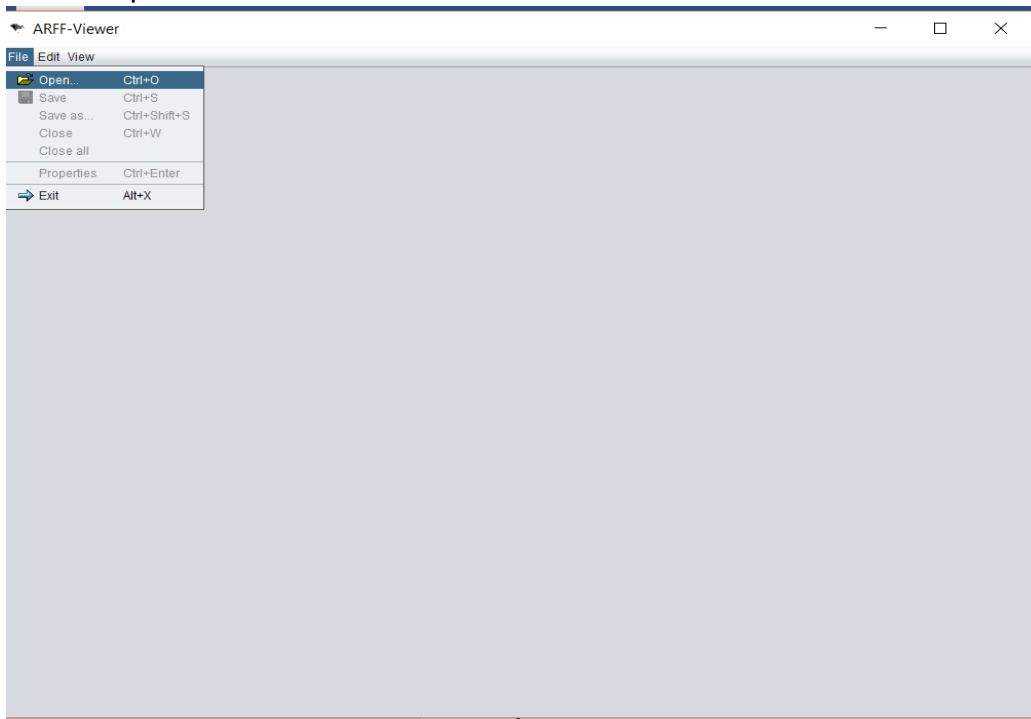 ARFF-Viewer
File Edit View
Open... Ctrl+O
Save Ctrl+S
Save as... Ctrl+Shift+S
Close Ctrl+W
Close all
Properties Ctrl+Enter
Exit Alt+X